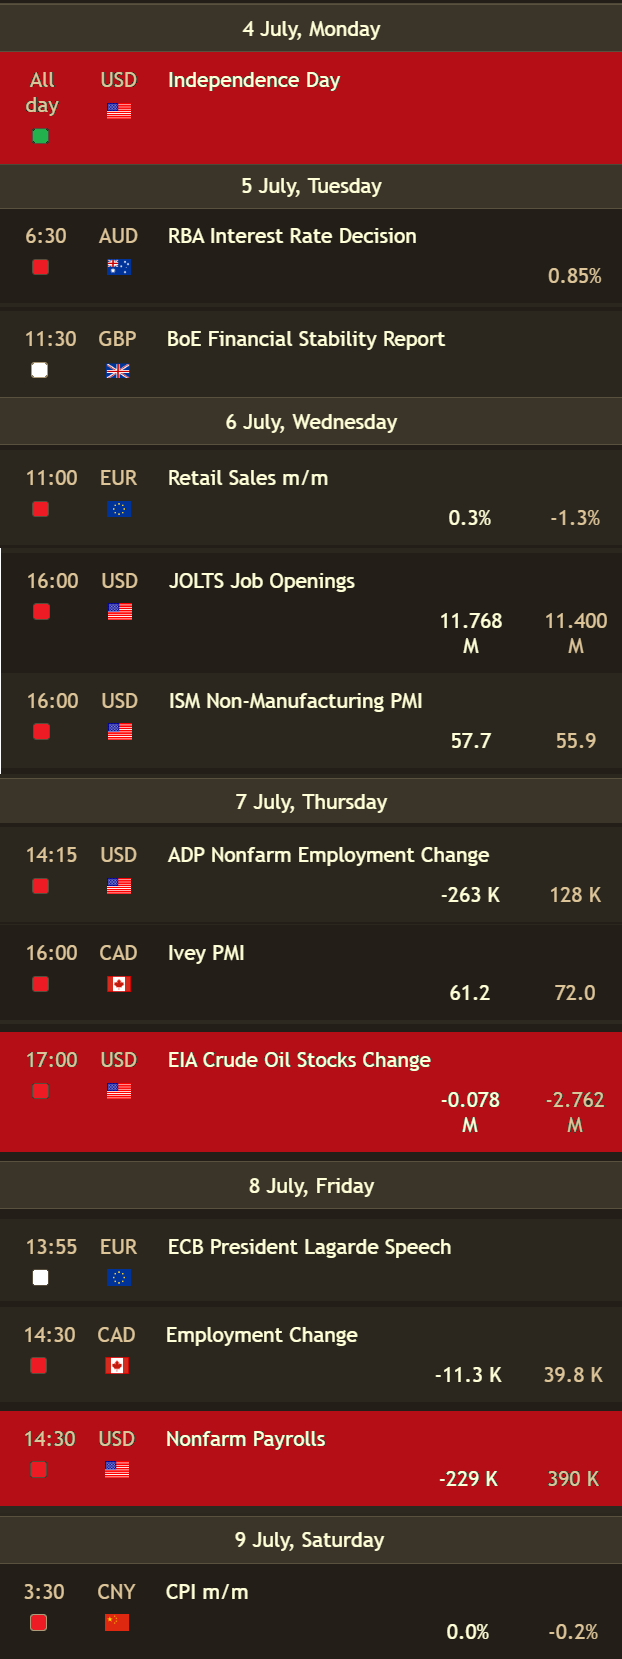 4 July, Monday
All day USD Independence Day
5 July, Tuesday
6:30 AUD RBA Interest Rate Decision
0.85%
11:30 GBP BoE Financial Stability Report
6 July, Wednesday
11:00 EUR Retail Sales m/m
0.3% -1.3%
16:00 USD JOLTS Job Openings
11.768 M 11.400 M
16:00 USD ISM Non-Manufacturing PMI
57.7 55.9
7 July, Thursday
14:15 USD ADP Nonfarm Employment Change
-263 K 128 K
16:00 CAD Ivey PMI
61.2 72.0
17:00 USD EIA Crude Oil Stocks Change
-0.078 M -2.762 M
8 July, Friday
13:55 EUR ECB President Lagarde Speech
14:30 CAD Employment Change
-11.3 K 39.8 K
14:30 USD Nonfarm Payrolls
-229 K 390 K
9 July, Saturday
3:30 CNY CPI m/m
0.0% -0.2%